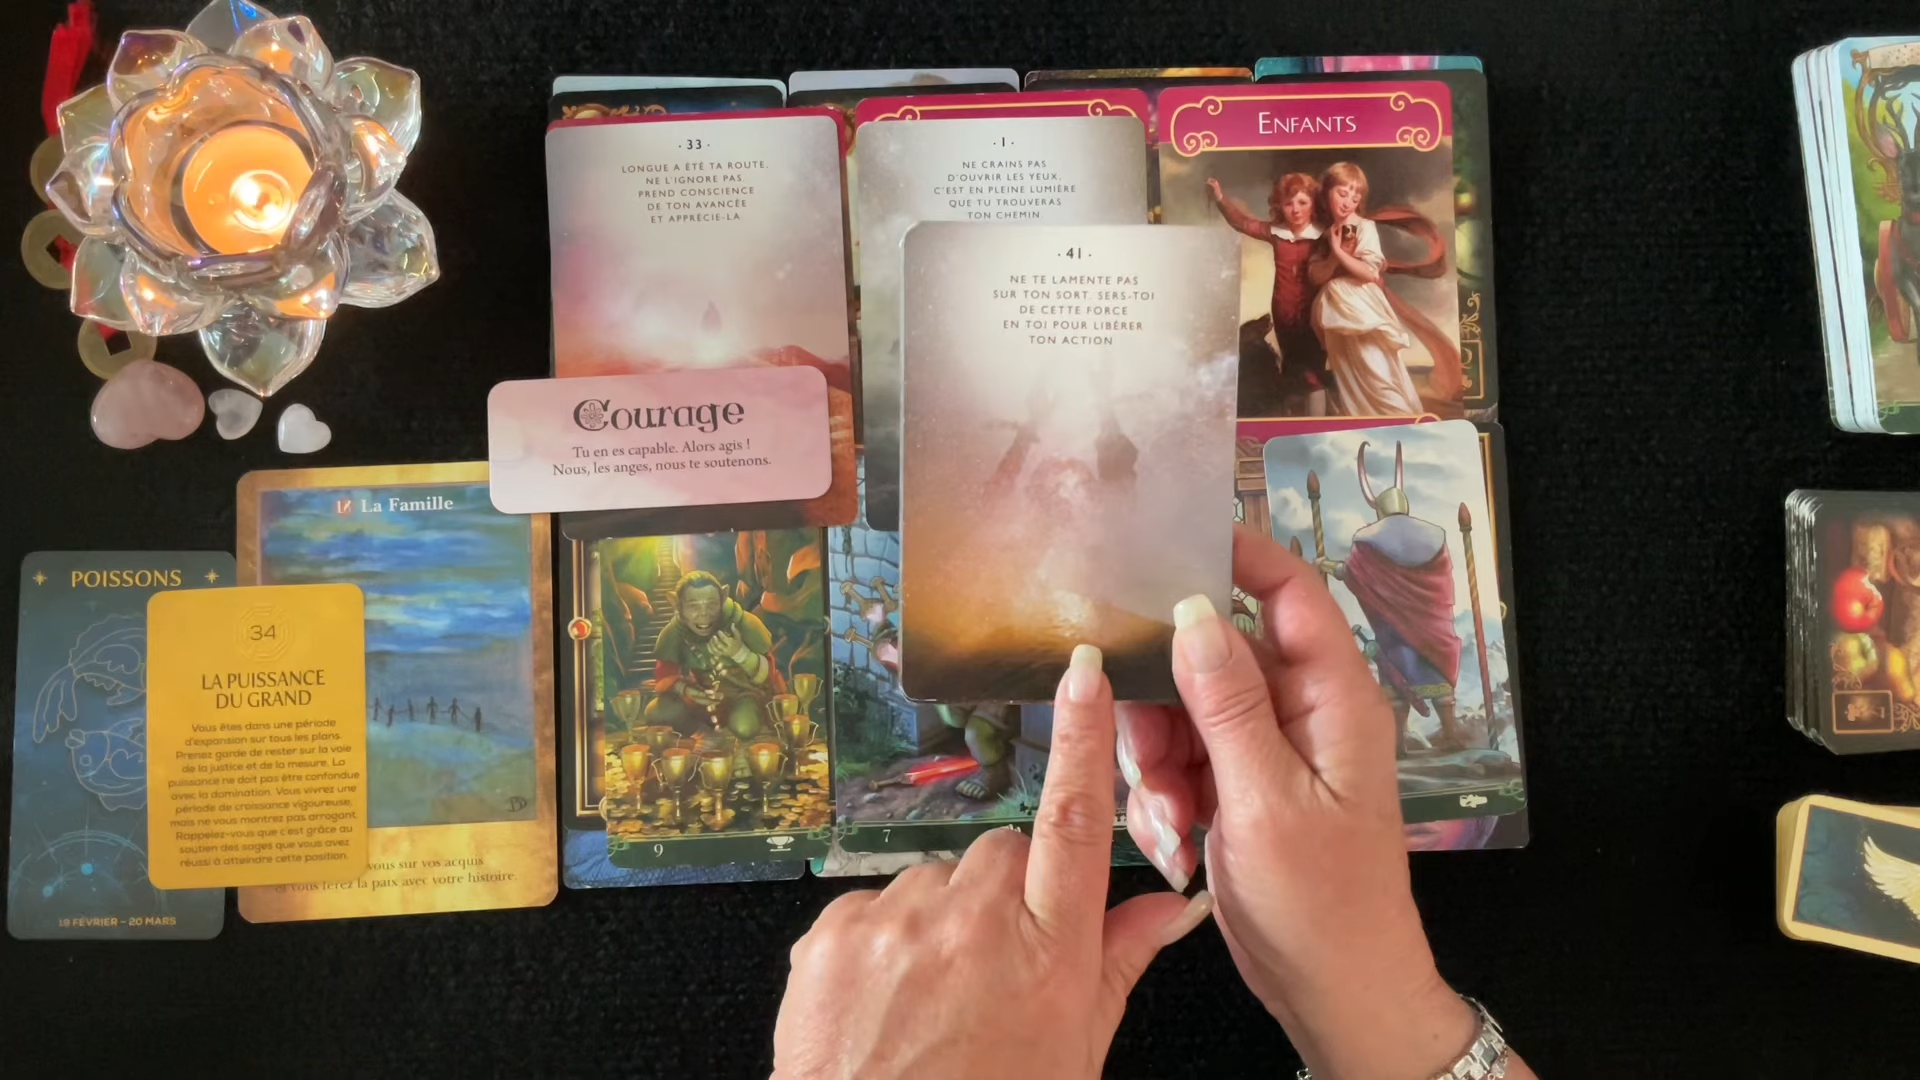 · 33 ·
LONGUE A ÉTÉ TA ROUTE,
NE L'IGNORE PAS.
PREND CONSCIENCE
DE TON AVANCÉE
ET APPRÉCIE-LA.
· I ·
NE CRAINS PAS
D'OUVRIR LES YEUX,
C'EST EN PLEINE LUMIÈRE
QUE TU TROUVERAS
TON CHEMIN
ENFANTS
· 41 ·
NE TE LAMENTE PAS
SUR TON SORT. SERS-TOI
DE CETTE FORCE
EN TOI POUR LIBÉRER
TON ACTION
Courage
Tu en es capable. Alors agis !
Nous, les anges, nous te soutenons.
La Famille
vous sur vos acquis
et vous ferez la paix avec votre histoire.
POISSONS
19 FÉVRIER - 20 MARS
34
LA PUISSANCE
DU GRAND
Vous êtes dans une période
d'expansion sur tous les plans.
Prenez garde de rester sur la voie
de la justice et de la mesure. La
puissance ne doit pas être confondue
avec la domination. Vous vivrez une
période de croissance vigoureuse,
mais ne vous montrez pas arrogant.
Rappelez-vous que c'est grâce au
soutien des sages que vous avez
réussi à atteindre cette position.
9
7